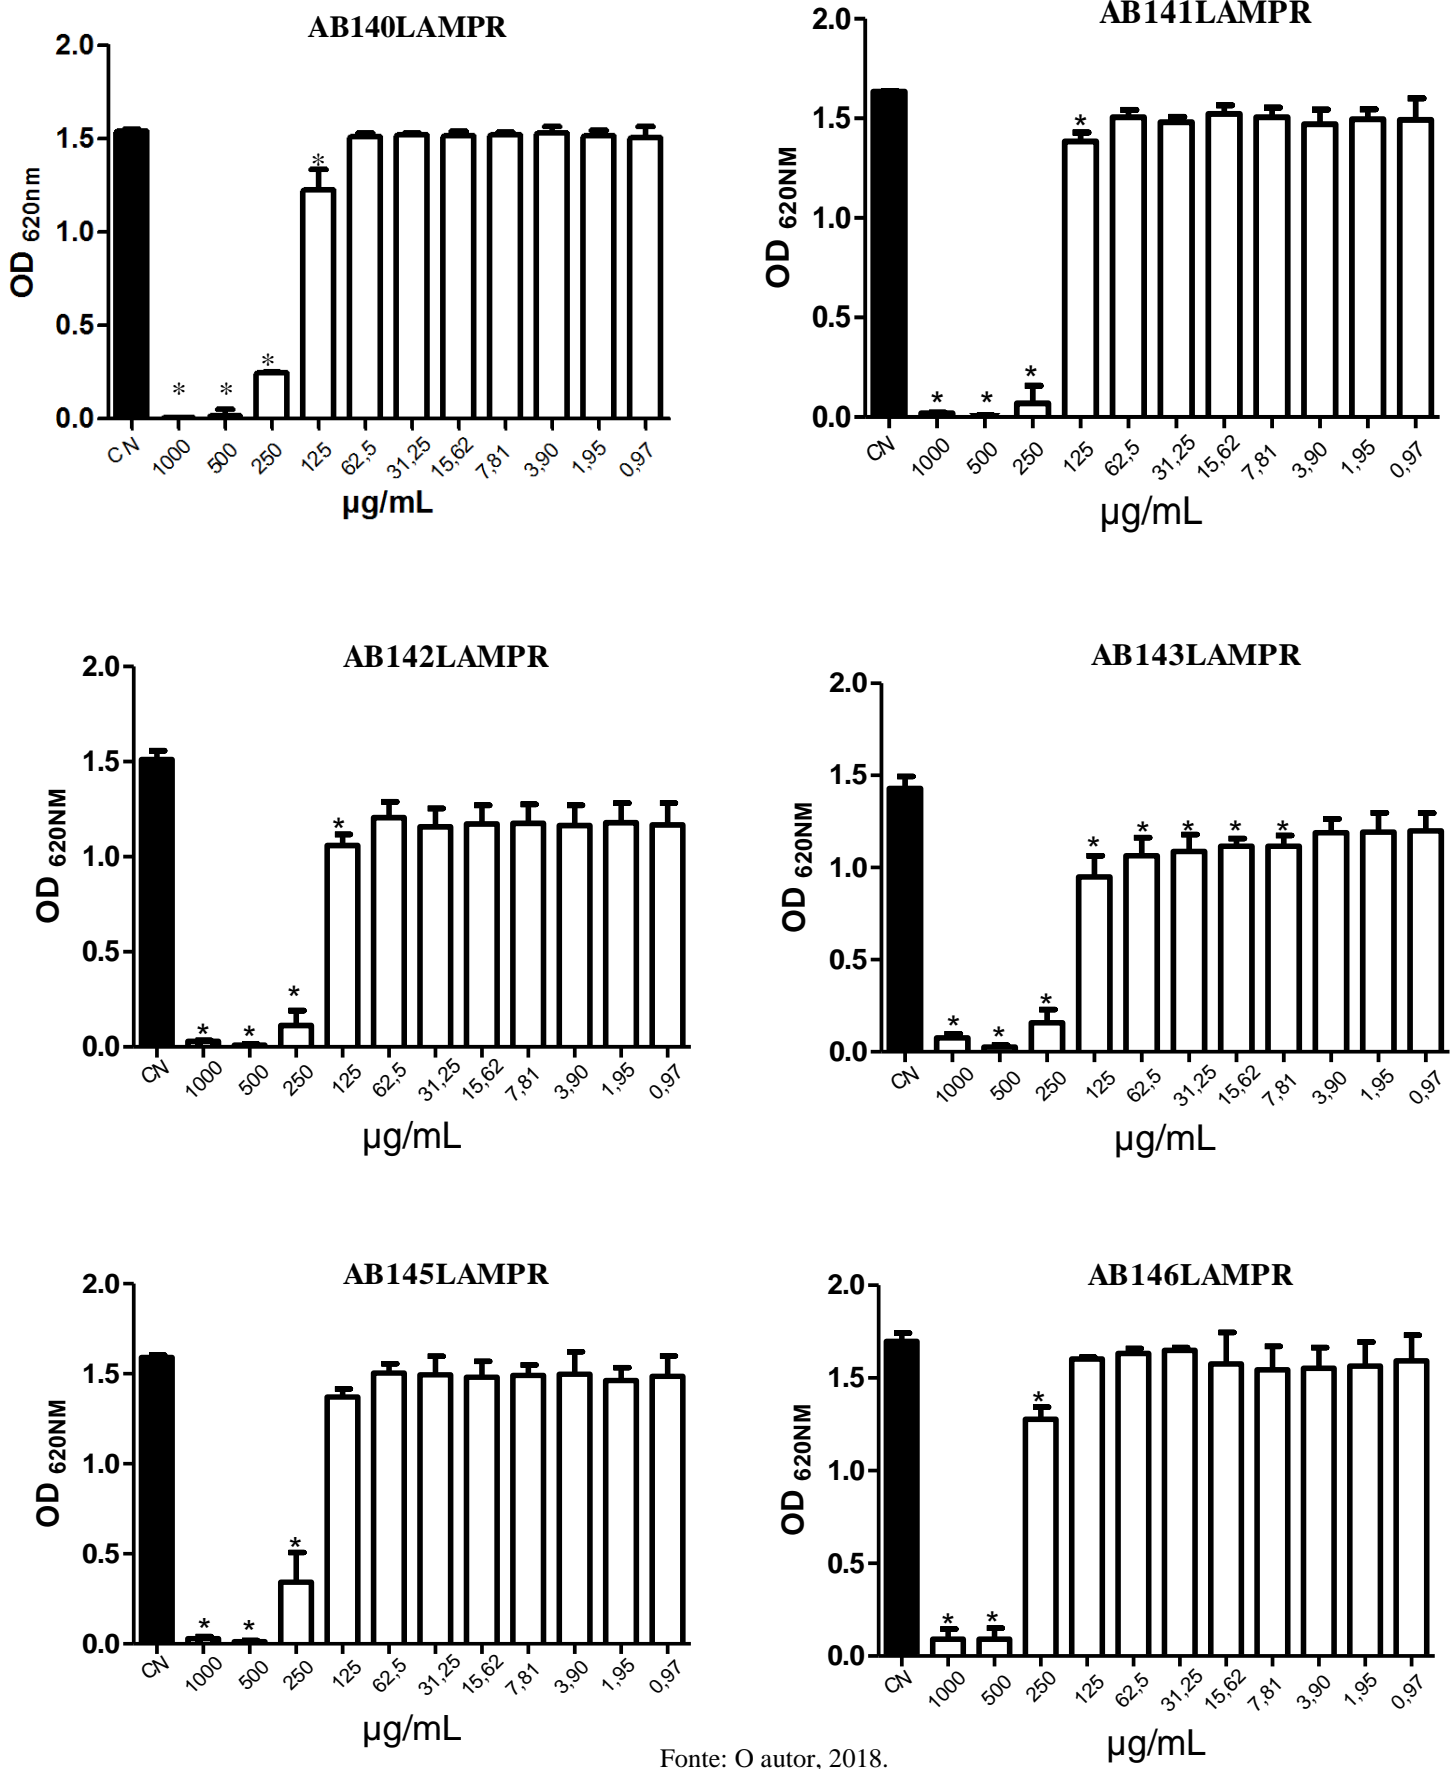 AB140LAMPR
2.0
1.5
1.0
0.5
0.0
OD 620nm
* * * *
CN 1000 500 250 125 62,5 31,25 15,62 7,81 3,90 1,95 0,97
µg/mL
AB141LAMPR
2.0
1.5
1.0
0.5
0.0
OD 620NM
* * * *
CN 1000 500 250 125 62,5 31,25 15,62 7,81 3,90 1,95 0,97
µg/mL
AB142LAMPR
2.0
1.5
1.0
0.5
0.0
OD 620NM
* * * *
CN 1000 500 250 125 62,5 31,25 15,62 7,81 3,90 1,95 0,97
µg/mL
AB143LAMPR
2.0
1.5
1.0
0.5
0.0
OD 620NM
* * * * * * * *
CN 1000 500 250 125 62,5 31,25 15,62 7,81 3,90 1,95 0,97
µg/mL
AB145LAMPR
2.0
1.5
1.0
0.5
0.0
OD 620NM
* * *
CN 1000 500 250 125 62,5 31,25 15,62 7,81 3,90 1,95 0,97
µg/mL
AB146LAMPR
2.0
1.5
1.0
0.5
0.0
OD 620NM
* * *
CN 1000 500 250 125 62,5 31,25 15,62 7,81 3,90 1,95 0,97
µg/mL
Fonte: O autor, 2018.